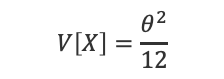 V[X] = θ²/12